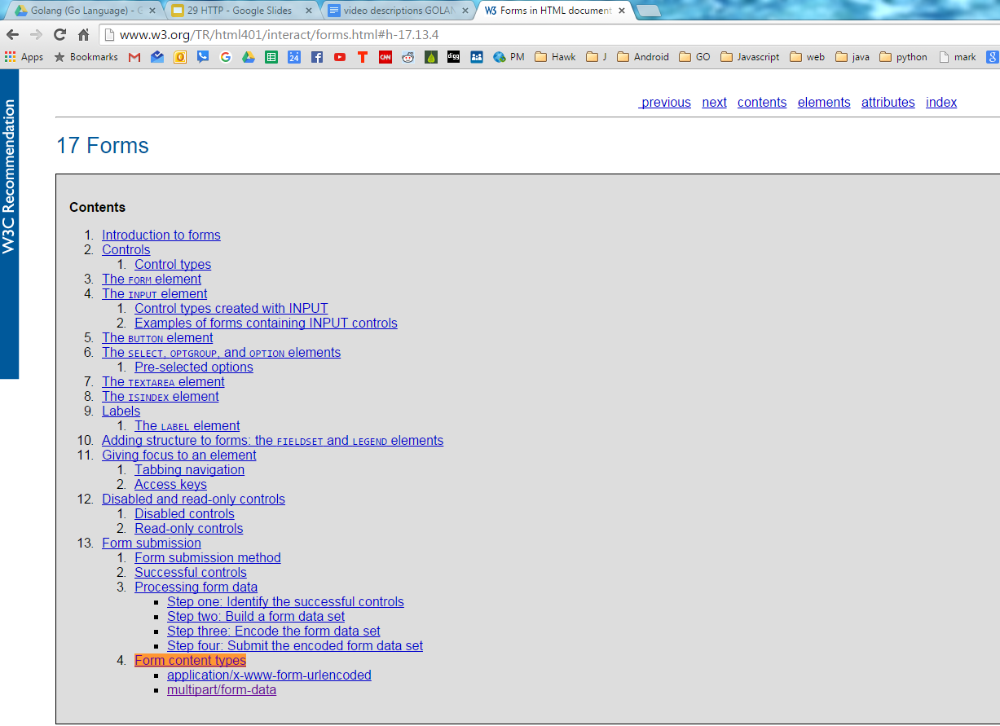 Golang (Go Language) - G
29 HTTP - Google Slides
video descriptions GOLAN
W3 Forms in HTML document
www.w3.org/TR/html401/interact/forms.html#h-17.13.4
Apps Bookmarks 24 CNN digg PM Hawk J Android GO Javascript web java python mark 8
W3C Recommendation
previous next contents elements attributes index
17 Forms
Contents
1. Introduction to forms
2. Controls
1. Control types
3. The FORM element
4. The INPUT element
1. Control types created with INPUT
2. Examples of forms containing INPUT controls
5. The BUTTON element
6. The SELECT, OPTGROUP, and OPTION elements
1. Pre-selected options
7. The TEXTAREA element
8. The ISINDEX element
9. Labels
1. The LABEL element
10. Adding structure to forms: the FIELDSET and LEGEND elements
11. Giving focus to an element
1. Tabbing navigation
2. Access keys
12. Disabled and read-only controls
1. Disabled controls
2. Read-only controls
13. Form submission
1. Form submission method
2. Successful controls
3. Processing form data
▪ Step one: Identify the successful controls
▪ Step two: Build a form data set
▪ Step three: Encode the form data set
▪ Step four: Submit the encoded form data set
4. Form content types
▪ application/x-www-form-urlencoded
▪ multipart/form-data